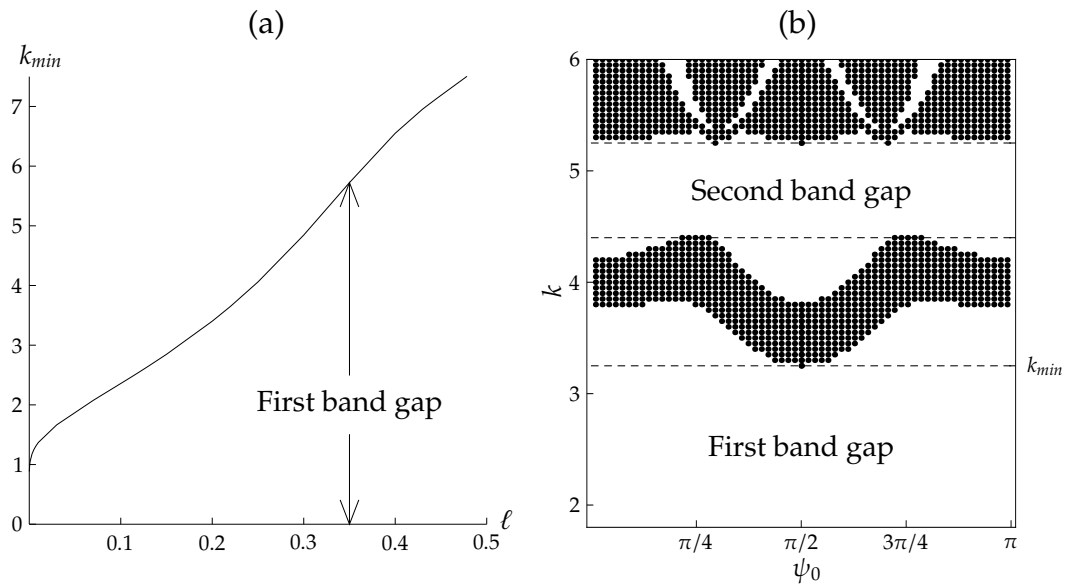 (a)
k_min
7
6
5
4
3
2
1
0
0.1
0.2
0.3
0.4
0.5
ℓ
First band gap
(b)
6
5
4
3
2
k
Second band gap
k_min
First band gap
π/4
π/2
3π/4
π
ψ₀